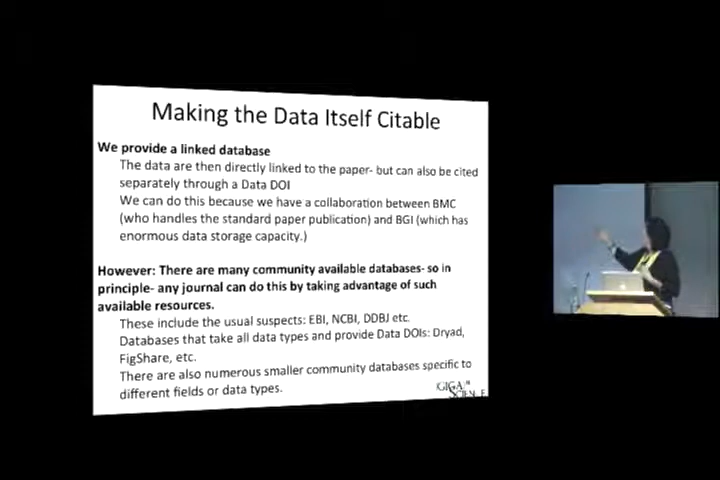 Making the Data Itself Citable
We provide a linked database
The data are then directly linked to the paper- but can also be cited
separately through a Data DOI
We can do this because we have a collaboration between BMC
(who handles the standard paper publication) and BGI (which has
enormous data storage capacity.)
However: There are many community available databases- so in
principle- any journal can do this by taking advantage of such
available resources.
These include the usual suspects: EBI, NCBI, DDBJ etc.
Databases that take all data types and provide Data DOIs: Dryad,
FigShare, etc.
There are also numerous smaller community databases specific to
different fields or data types.
GIGA
SCIENCE